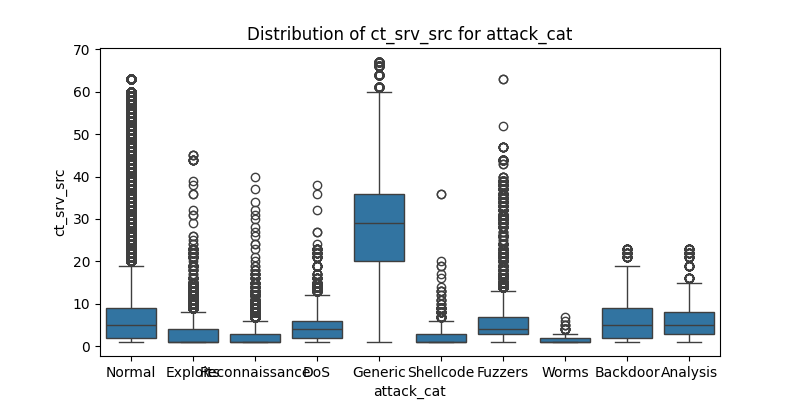 Distribution of ct_srv_src for attack_cat
70
60
50
40
30
20
10
0
ct_srv_src
Normal Exploits Reconnaissance DoS Generic Shellcode Fuzzers Worms Backdoor Analysis
attack_cat